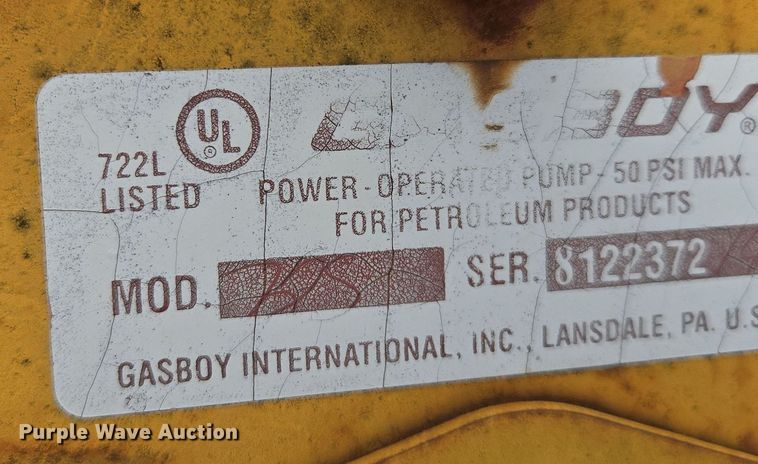 UL
®
722L
LISTED
BOY®
POWER-OPERATED PUMP-50 PSI MAX.
FOR PETROLEUM PRODUCTS
MOD.
SER. 8122372
GASBOY INTERNATIONAL, INC., LANSDALE, PA. U.S
Purple Wave Auction